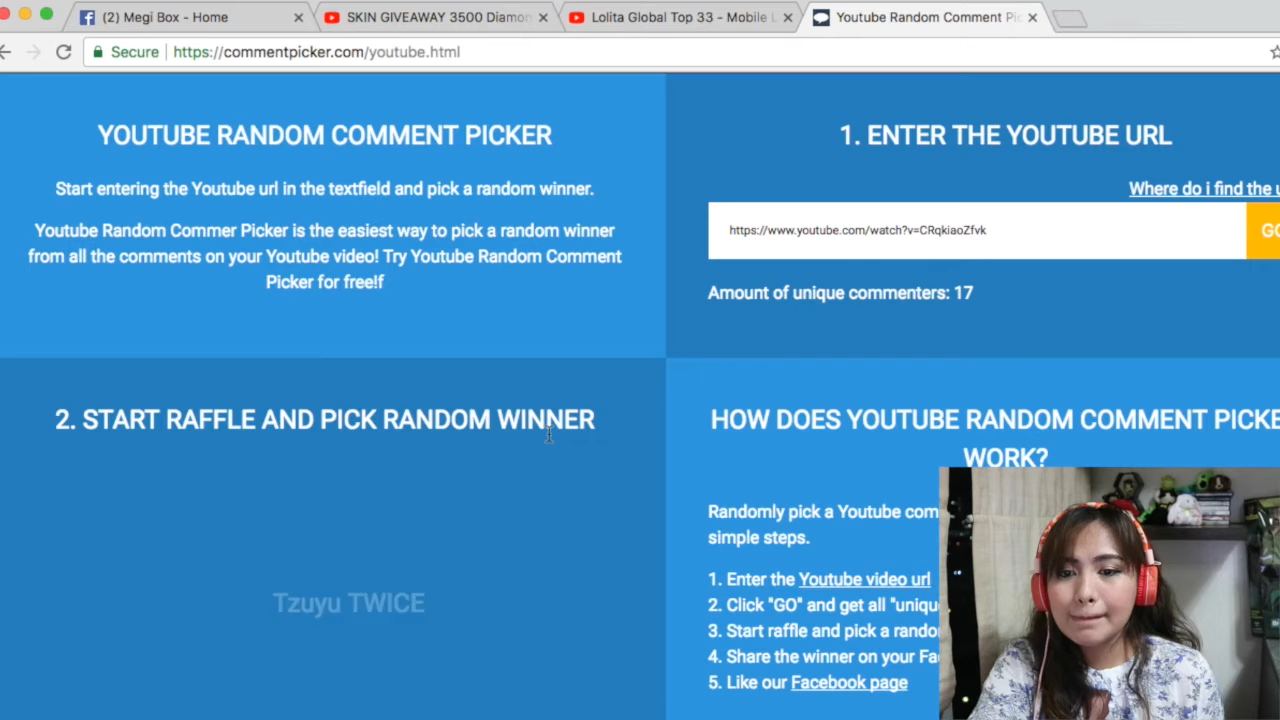 (2) Megi Box - Home
SKIN GIVEAWAY 3500 Diamon
Lolita Global Top 33 - Mobile L
Youtube Random Comment Pic
Secure https://commentpicker.com/youtube.html
YOUTUBE RANDOM COMMENT PICKER
Start entering the Youtube url in the textfield and pick a random winner.
Youtube Random Commer Picker is the easiest way to pick a random winner
from all the comments on your Youtube video! Try Youtube Random Comment
Picker for free!f
1. ENTER THE YOUTUBE URL
Where do i find the u
https://www.youtube.com/watch?v=CRqkiaoZfvk
GO
Amount of unique commenters: 17
2. START RAFFLE AND PICK RANDOM WINNER
Tzuyu TWICE
HOW DOES YOUTUBE RANDOM COMMENT PICKE
WORK?
Randomly pick a Youtube com
simple steps.
1. Enter the Youtube video url
2. Click "GO" and get all "unique
3. Start raffle and pick a rando
4. Share the winner on your Fa
5. Like our Facebook page